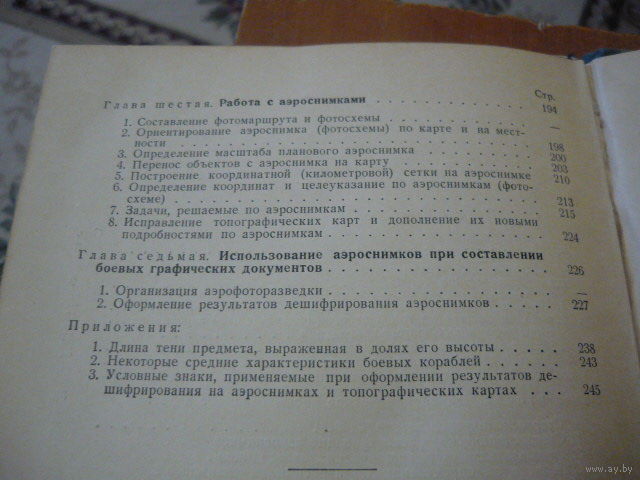 Стр.
Глава шестая. Работа с аэроснимками . . . . . . . . . . . . 194
1. Составление фотомаршрута и фотосхемы . . . . . . . . . . —
2. Ориентирование аэроснимка (фотосхемы) по карте и на мест-
ности . . . . . . . . . . . . . . . . . . . . 198
3. Определение масштаба планового аэроснимка . . . . . . . . 200
4. Перенос объектов с аэроснимка на карту . . . . . . . . . 203
5. Построение координатной (километровой) сетки на аэроснимке 210
6. Определение координат и целеуказание по аэроснимкам (фото-
схеме) . . . . . . . . . . . . . . . . . . . . 213
7. Задачи, решаемые по аэроснимкам . . . . . . . . . . . . 215
8. Исправление топографических карт и дополнение их новыми
подробностями по аэроснимкам . . . . . . . . . . . . . 224
Глава седьмая. Использование аэроснимков при составлении
боевых графических документов . . . . . . . . . . . . . 226
1. Организация аэрофоторазведки . . . . . . . . . . . . . —
2. Оформление результатов дешифрирования аэроснимков . . . . . 227
Приложения:
1. Длина тени предмета, выраженная в долях его высоты . . . . . 238
2. Некоторые средние характеристики боевых кораблей . . . . . 243
3. Условные знаки, применяемые при оформлении результатов де-
шифрирования на аэроснимках и топографических картах . . . 245
www.ay.by